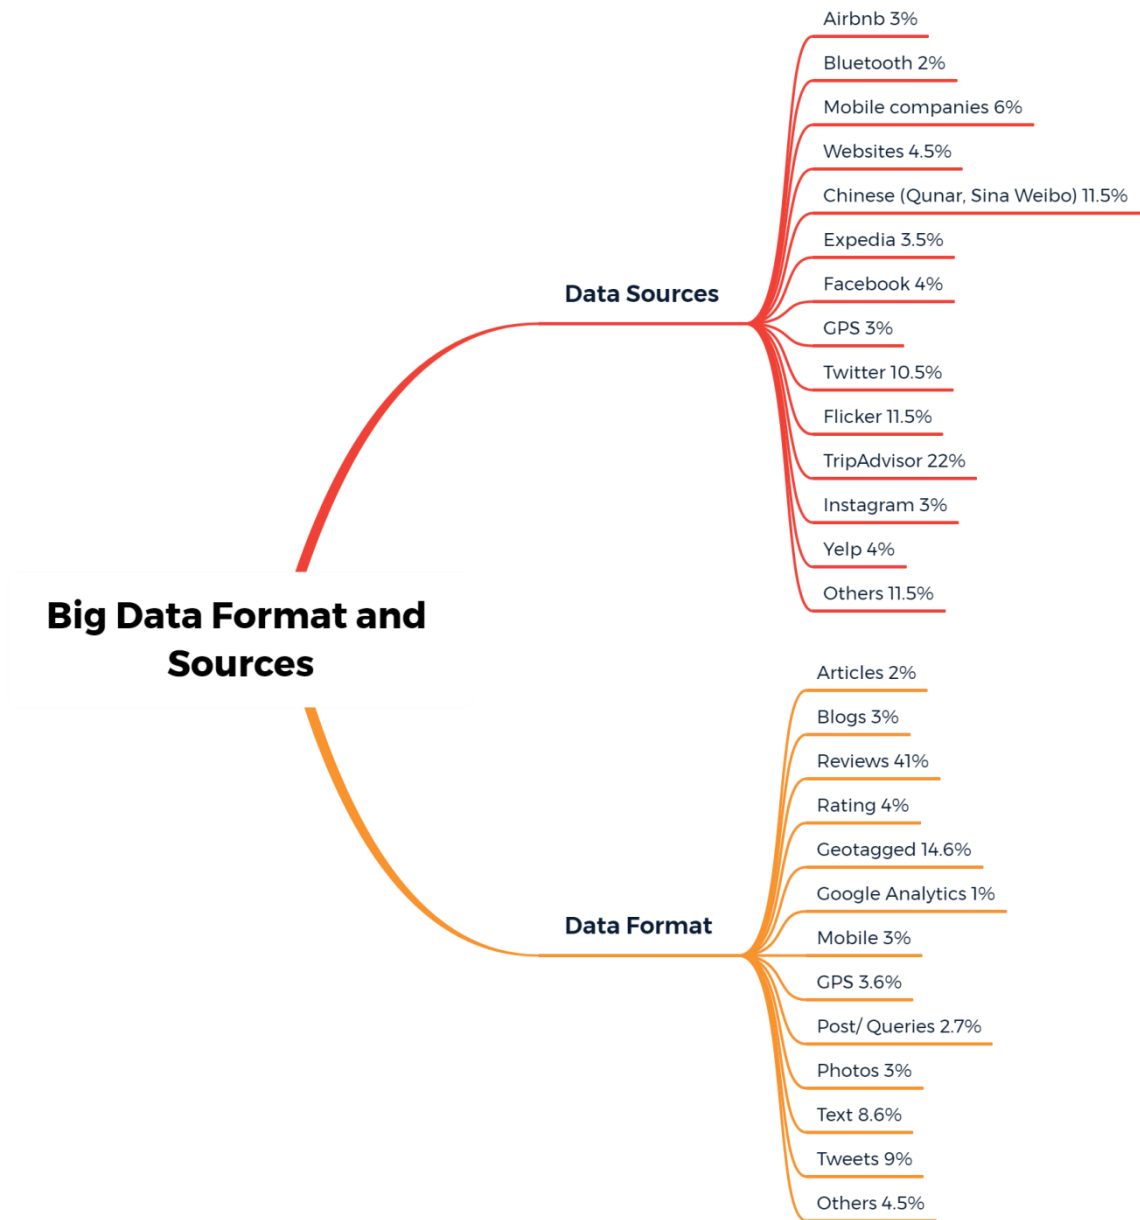 Big Data Format and
Sources
Data Sources
Airbnb 3%
Bluetooth 2%
Mobile companies 6%
Websites 4.5%
Chinese (Qunar, Sina Weibo) 11.5%
Expedia 3.5%
Facebook 4%
GPS 3%
Twitter 10.5%
Flicker 11.5%
TripAdvisor 22%
Instagram 3%
Yelp 4%
Others 11.5%
Data Format
Articles 2%
Blogs 3%
Reviews 41%
Rating 4%
Geotagged 14.6%
Google Analytics 1%
Mobile 3%
GPS 3.6%
Post/ Queries 2.7%
Photos 3%
Text 8.6%
Tweets 9%
Others 4.5%